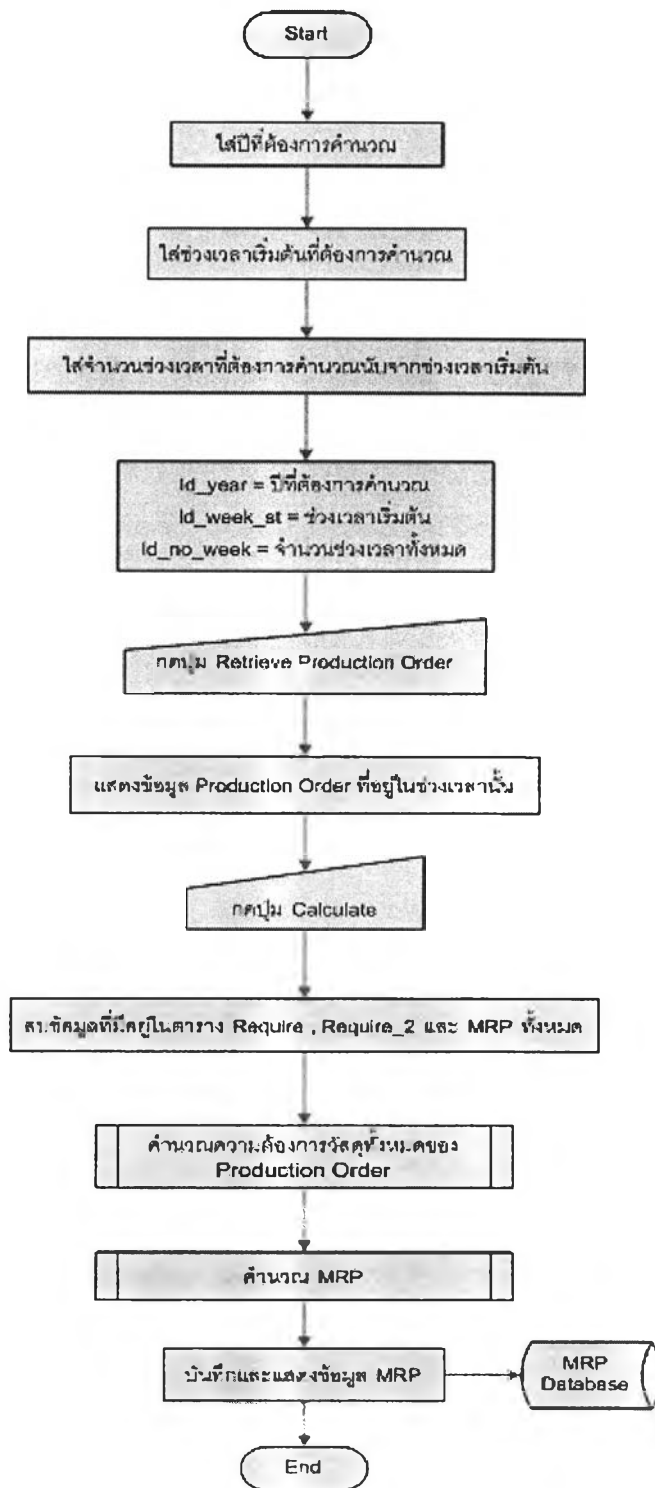 Start
ใส่ปีที่ต้องการคำนวณ
ใส่ช่วงเวลาเริ่มต้นที่ต้องการคำนวณ
ใส่จำนวนช่วงเวลาที่ต้องการคำนวณนับจากช่วงเวลาเริ่มต้น
Id_year = ปีที่ต้องการคำนวณ
Id_week_st = ช่วงเวลาเริ่มต้น
Id_no_week = จำนวนช่วงเวลาทั้งหมด
กดปุ่ม Retrieve Production Order
แสดงข้อมูล Production Order ที่อยู่ในช่วงเวลานั้น
กดปุ่ม Calculate
ลบข้อมูลที่มีอยู่ในตาราง Require , Require_2 และ MRP ทั้งหมด
คำนวณความต้องการวัสดุทั้งหมดของ
Production Order
คำนวณ MRP
บันทึกและแสดงข้อมูล MRP
MRP
Database
End